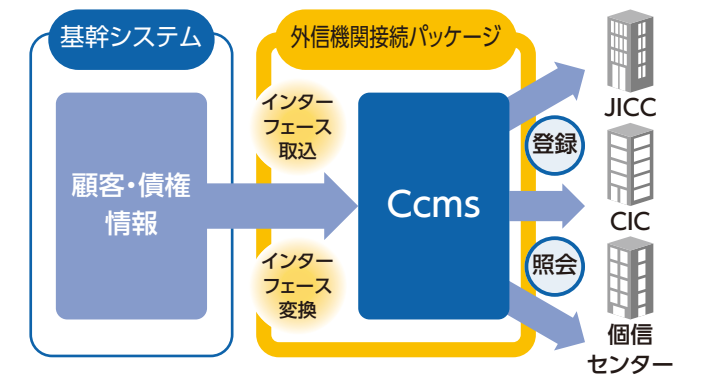 基幹システム
外信機関接続パッケージ
顧客・債権
情報
インター
フェース
取込
インター
フェース
変換
Ccms
登録
照会
JICC
CIC
個信
センター